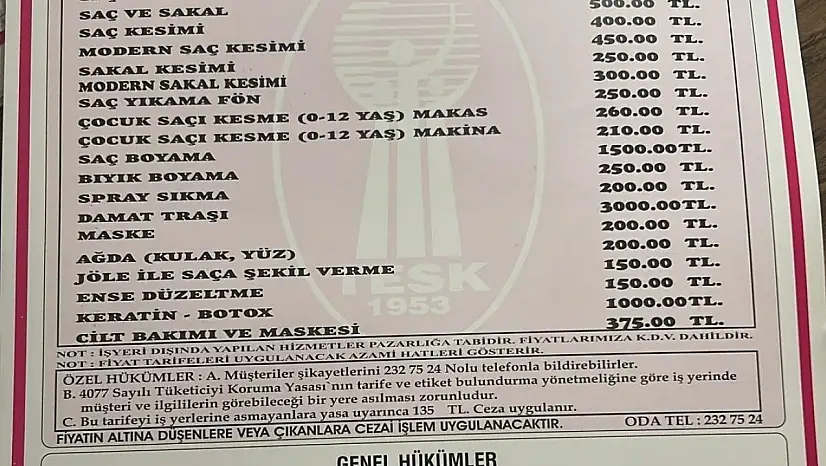 SAÇ VE SAKAL 500.00 TL.
SAÇ KESİMİ 400.00 TL.
MODERN SAÇ KESİMİ 450.00 TL.
SAKAL KESİMİ 250.00 TL.
MODERN SAKAL KESİMİ 300.00 TL.
SAÇ YIKAMA FÖN 250.00 TL.
ÇOCUK SAÇI KESME (0-12 YAŞ) MAKAS 260.00 TL.
ÇOCUK SAÇI KESME (0-12 YAŞ) MAKİNA 210.00 TL.
SAÇ BOYAMA 1500.00TL.
BIYIK BOYAMA 250.00 TL.
SPRAY SIKMA 200.00 TL.
DAMAT TRAŞI 3000.00TL.
MASKE 200.00 TL.
AĞDA (KULAK, YÜZ) 200.00 TL.
JÖLE İLE SAÇA ŞEKİL VERME 150.00 TL.
ENSE DÜZELTME 150.00 TL.
KERATİN - BOTOX 1000.00TL.
CİLT BAKIMI VE MASKESİ 375.00 TL.
TESK
1953
NOT : İŞYERİ DIŞINDA YAPILAN HİZMETLER PAZARLIĞA TABİDİR. FİYATLARIMIZA K.D.V. DAHİLDİR.
NOT : FİYAT TARİFELERİ UYGULANACAK AZAMİ HATLERİ GÖSTERİR.
ÖZEL HÜKÜMLER : A. Müşteriler şikayetlerini 232 75 24 Nolu telefonla bildirebilirler.
B. 4077 Sayılı Tüketiciyi Koruma Yasası`nın tarife ve etiket bulundurma yönetmeliğine göre iş yerinde
müşteri ve ilgililerin görebileceği bir yere asılması zorunludur.
C. Bu tarifeyi iş yerlerine asmayanlara yasa uyarınca 135 TL. Ceza uygulanır.
ODA TEL : 232 75 24
FİYATIN ALTINA DÜŞENLERE VEYA ÇIKANLARA CEZAİ İŞLEM UYGULANACAKTIR.
GENEL HÜKÜMLER